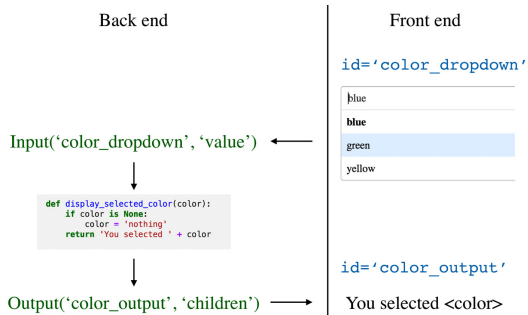 Back end
Front end
id=‘color_dropdown’
blue
blue
green
yellow
Input(‘color_dropdown’, ‘value’)
def display_selected_color(color):
    if color is None:
        color = 'nothing'
    return 'You selected ' + color
id=‘color_output’
Output(‘color_output’, ‘children’)
You selected <color>